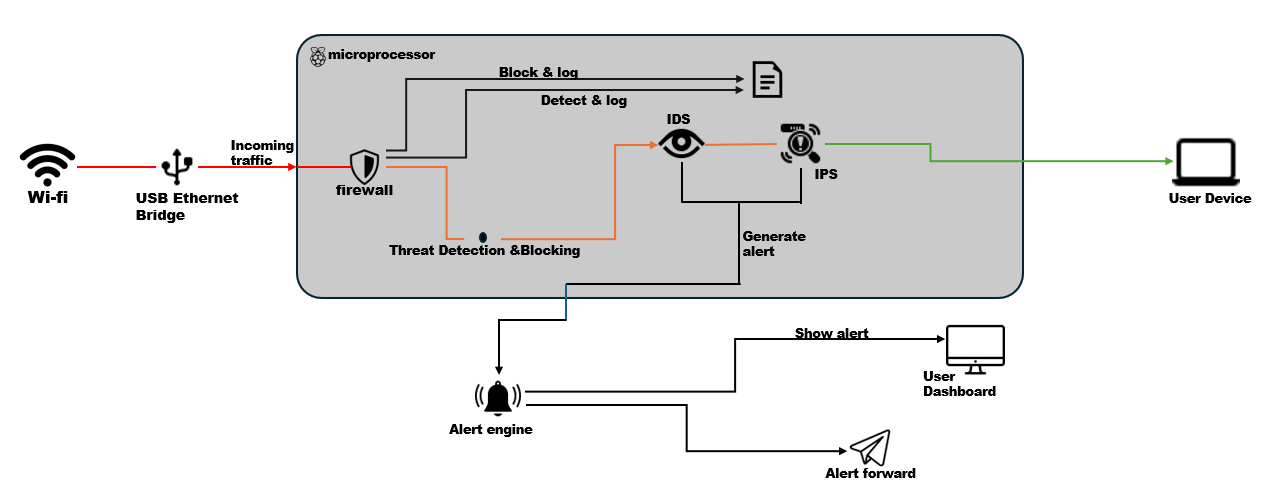 microprocessor
Block & log
Detect & log
IDS
Incoming
traffic
IPS
firewall
Wi-fi
USB Ethernet
Bridge
User Device
Threat Detection &Blocking
Generate
alert
Show alert
User
Dashboard
Alert engine
Alert forward